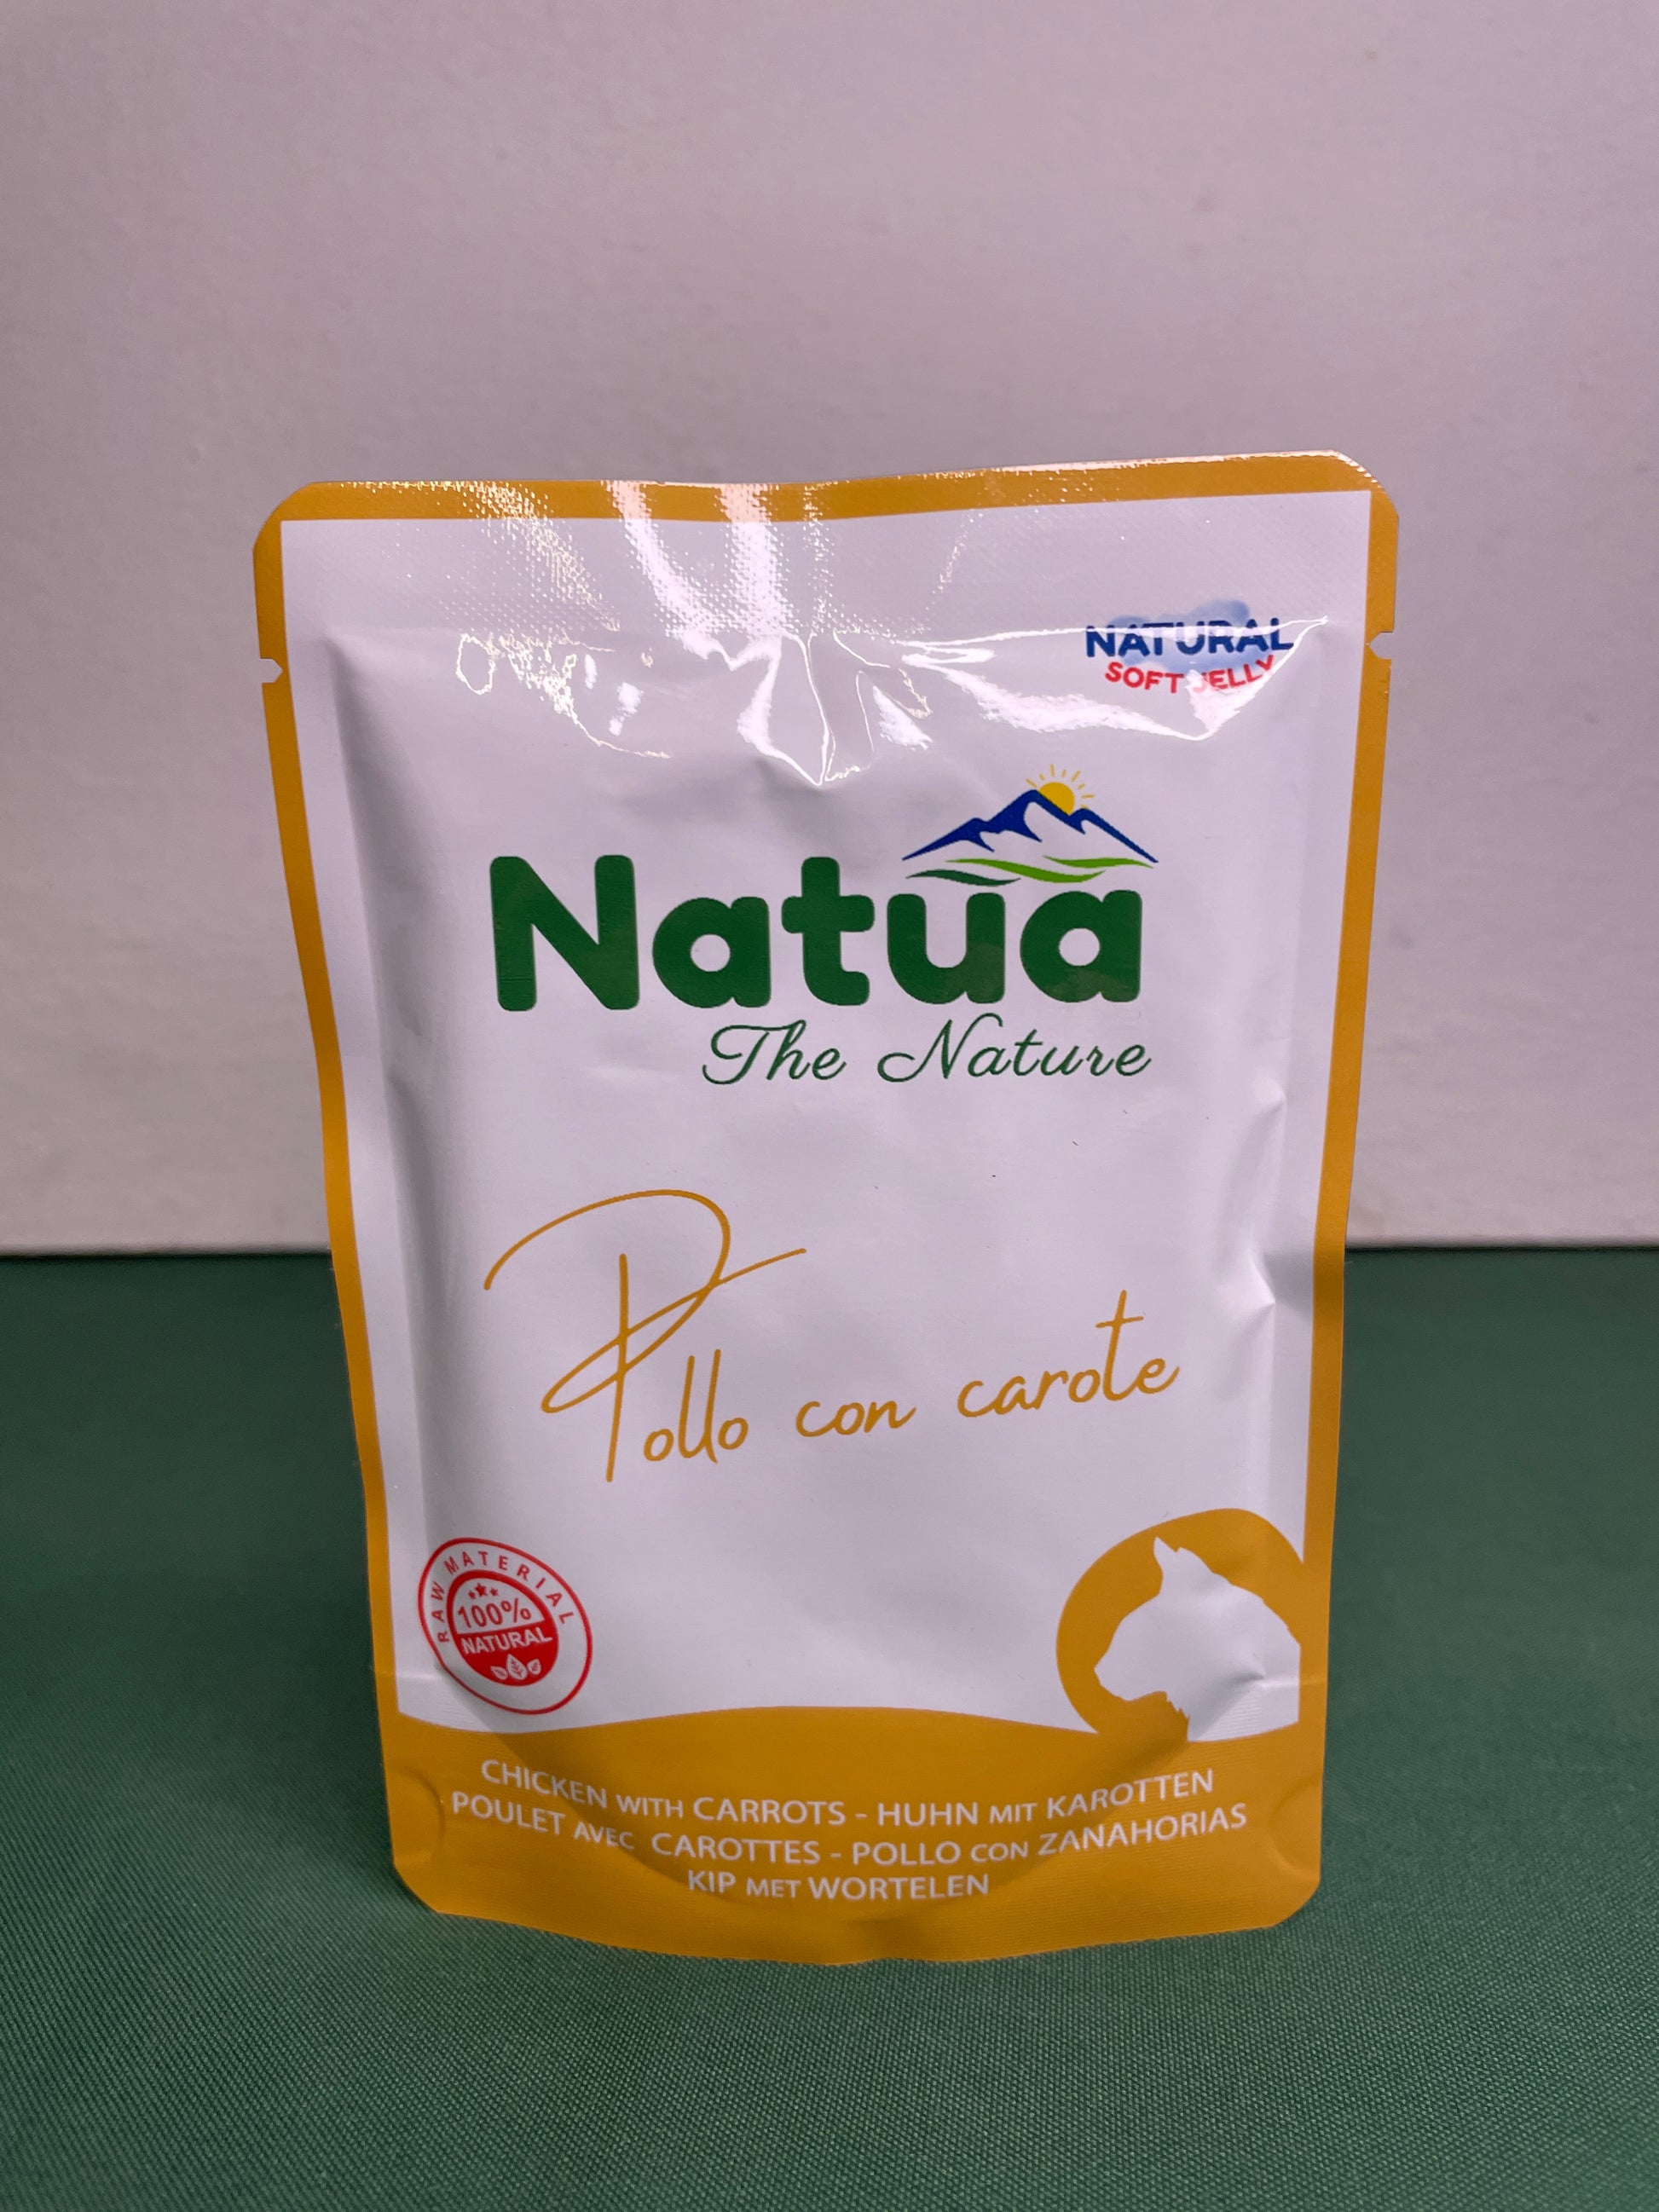 NATURAL
SOFT JELLY
Natua
The Nature
Pollo con carote
RAW MATERIAL
100%
NATURAL
CHICKEN WITH CARROTS - HUHN MIT KAROTTEN
POULET AVEC CAROTTES - POLLO CON ZANAHORIAS
KIP MET WORTELEN